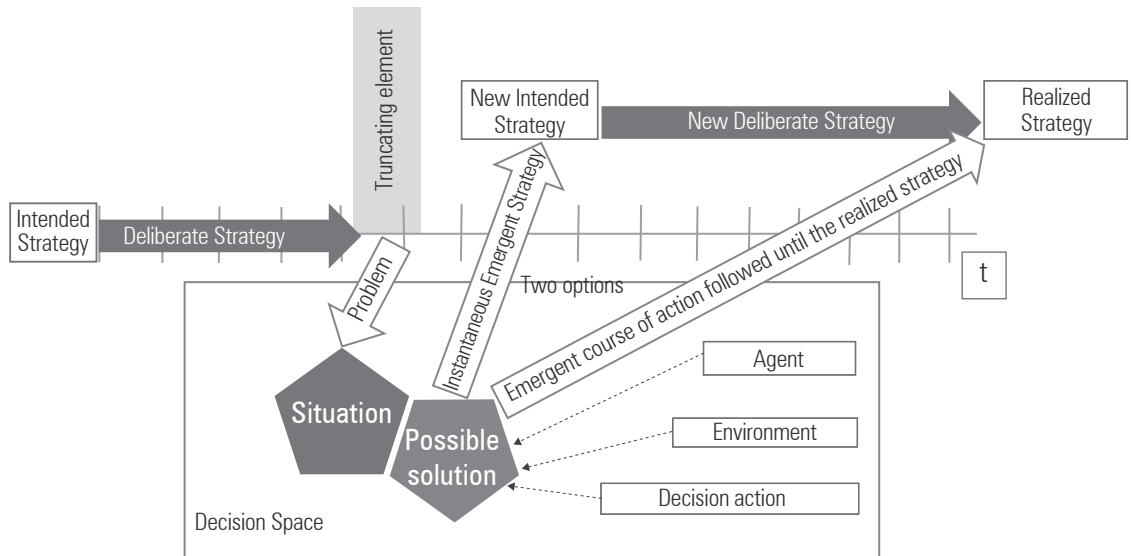 Truncating element
New Intended
Strategy
New Deliberate Strategy
Realized
Strategy
Intended
Strategy
Deliberate Strategy
t
Problem
Instantaneous Emergent Strategy
Two options
Emergent course of action followed until the realized strategy
Agent
Situation
Environment
Possible
solution
Decision action
Decision Space